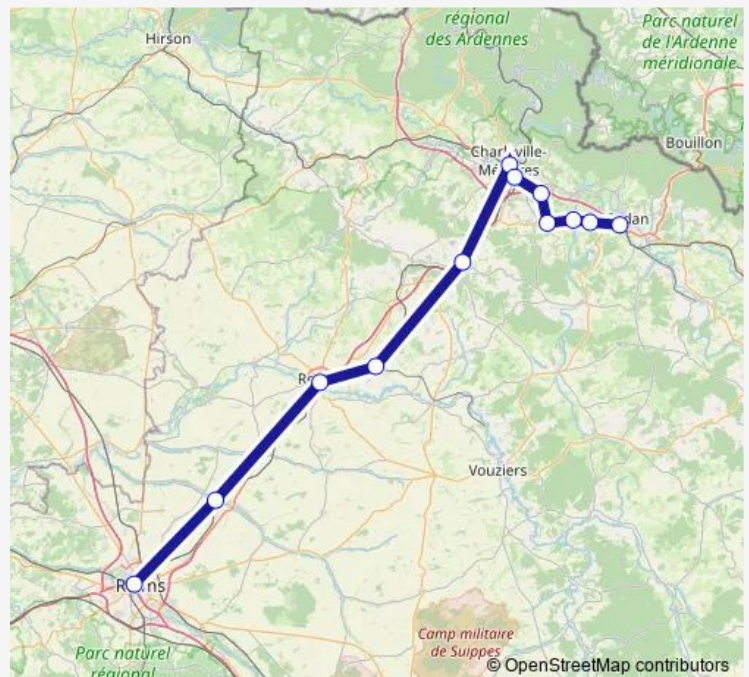 régional
des Ardennes
Parc naturel
de l'Ardenne
méridionale
Hirson
Bouillon
Vouziers
Camp militaire
de Suippes
Parc naturel
régional
© OpenStreetMap contributors